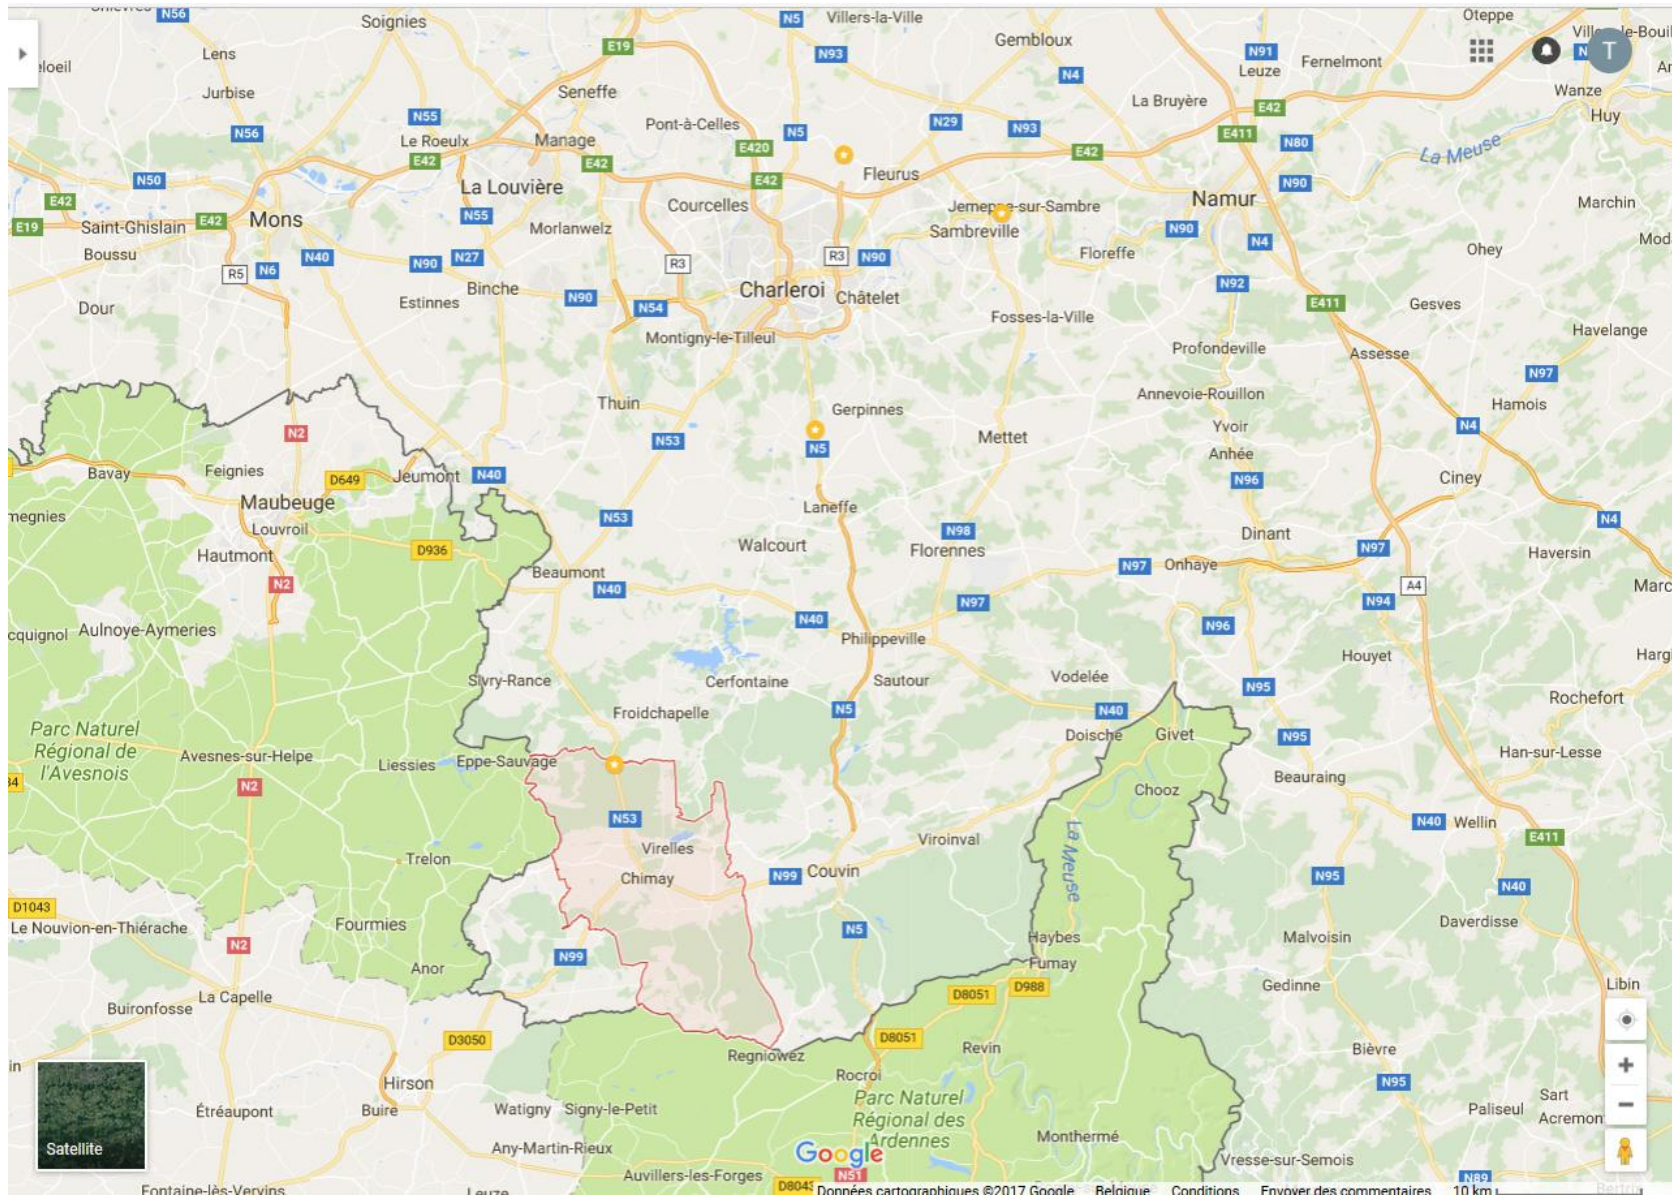 N56
Soignies
N5
Villers-la-Ville
Oteppe
Lens
E19
N93
Gembloux
N91
Fernelmont
T
N4
Leuze
Jurbise
Seneffe
La Bruyère
E42
Wanze
N55
Pont-à-Celles
N29
N93
E411
Huy
N56
Le Roeulx
Manage
N5
N80
E42
E42
E420
E42
La Meuse
N50
La Louvière
E42
Fleurus
N90
E42
Courcelles
Namur
Marchin
E19
Saint-Ghislain
E42
Mons
N55
Morlanwelz
Jemeppe-sur-Sambre
Sambreville
N90
N4
Boussu
N40
N90
N27
R3
R3
N90
Floreffe
Ohey
R5
N6
Binche
N90
Charleroi
Châtelet
N92
Dour
Estinnes
N54
Fosses-la-Ville
E411
Gesves
Montigny-le-Tilleul
Profondeville
Assesse
Havelange
N97
Thuin
Gerpinnes
Annevoie-Rouillon
Hamois
N2
N53
N5
Mettet
Yvoir
N4
Bavay
Feignies
D649
Jeumont
N40
Anhée
N96
Ciney
Maubeuge
Louvroil
N53
Laneffe
N98
Dinant
N4
Hautmont
D936
Walcourt
Florennes
N97
Haversin
N2
Beaumont
N40
N97
Onhaye
A4
N97
N94
Aulnoye-Aymeries
N40
Philippeville
N96
Houyet
Sivry-Rance
Cerfontaine
Sautour
Vodelée
N95
Rochefort
Froidchapelle
N5
N40
Parc Naturel
Régional de
l'Avesnois
Avesnes-sur-Helpe
Liessies
Eppe-Sauvage
Doische
Givet
N95
Han-sur-Lesse
N2
Beauraing
N53
Chooz
Virelles
Viroinval
La Meuse
N40
Wellin
E411
Trelon
Chimay
N99
Couvin
N95
N40
D1043
Le Nouvion-en-Thiérache
Fourmies
N5
Daverdisse
N2
N99
Haybes
Malvoisin
Anor
Fumay
La Capelle
D8051
D988
Gedinne
Libin
Buironfosse
D3050
D8051
Regniowez
Revin
Bièvre
Hirson
Rocroi
N95
Étréaupont
Buire
Watigny
Signy-le-Petit
Parc Naturel
Régional des
Ardennes
Paliseul
Sart
Satellite
Any-Martin-Rieux
Google
Monthermé
Vresse-sur-Semois
Auvillers-les-Forges
N51
N89
Fontaine-lès-Vervins
Leuze
Données cartographiques ©2017 Google Belgique Conditions Envoyer des commentaires 10 km